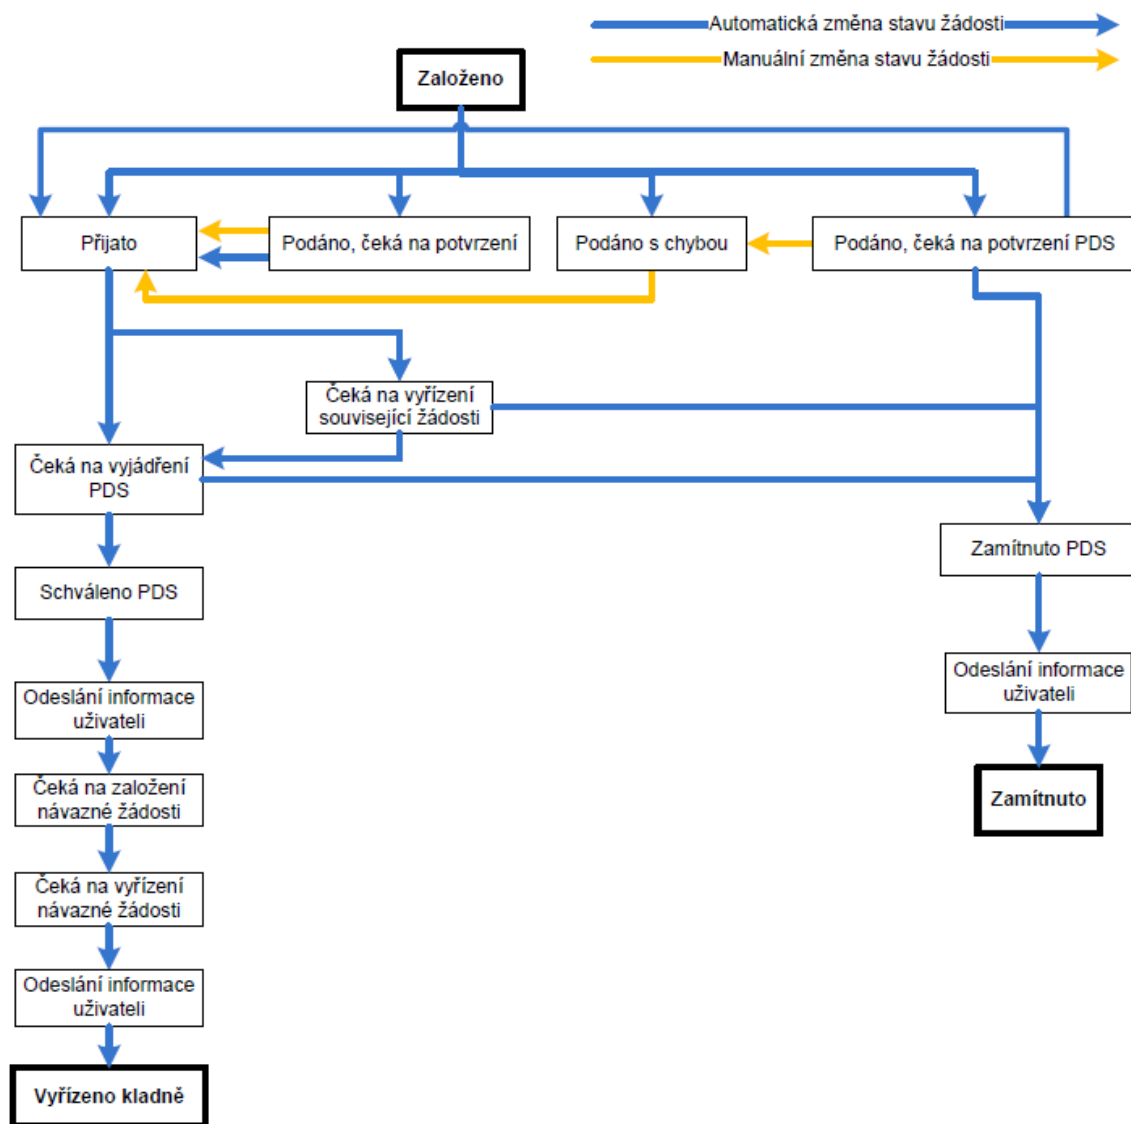 Automatická změna stavu žádosti
Manuální změna stavu žádosti
Založeno
Přijato
Podáno, čeká na potvrzení
Podáno s chybou
Podáno, čeká na potvrzení PDS
Čeká na vyřízení
související žádosti
Čeká na vyjádření
PDS
Zamítnuto PDS
Schváleno PDS
Odeslání informace
uživateli
Odeslání informace
uživateli
Čeká na založení
návazné žádosti
Zamítnuto
Čeká na vyřízení
návazné žádosti
Odeslání informace
uživateli
Vyřízeno kladně